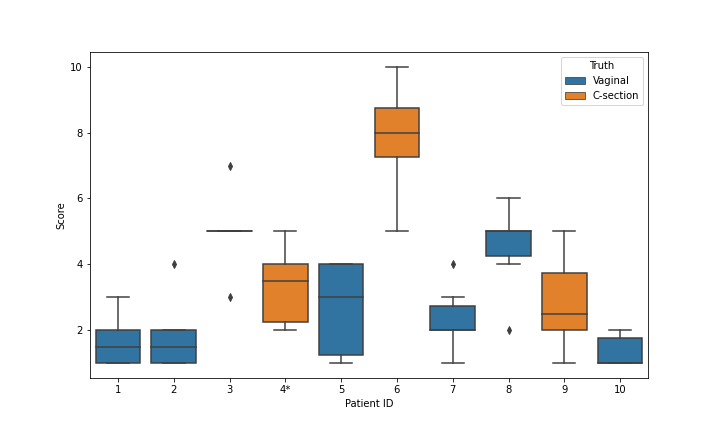 Truth
Vaginal
C-section
10
8
6
4
2
Score
1 2 3 4* 5 6 7 8 9 10
Patient ID